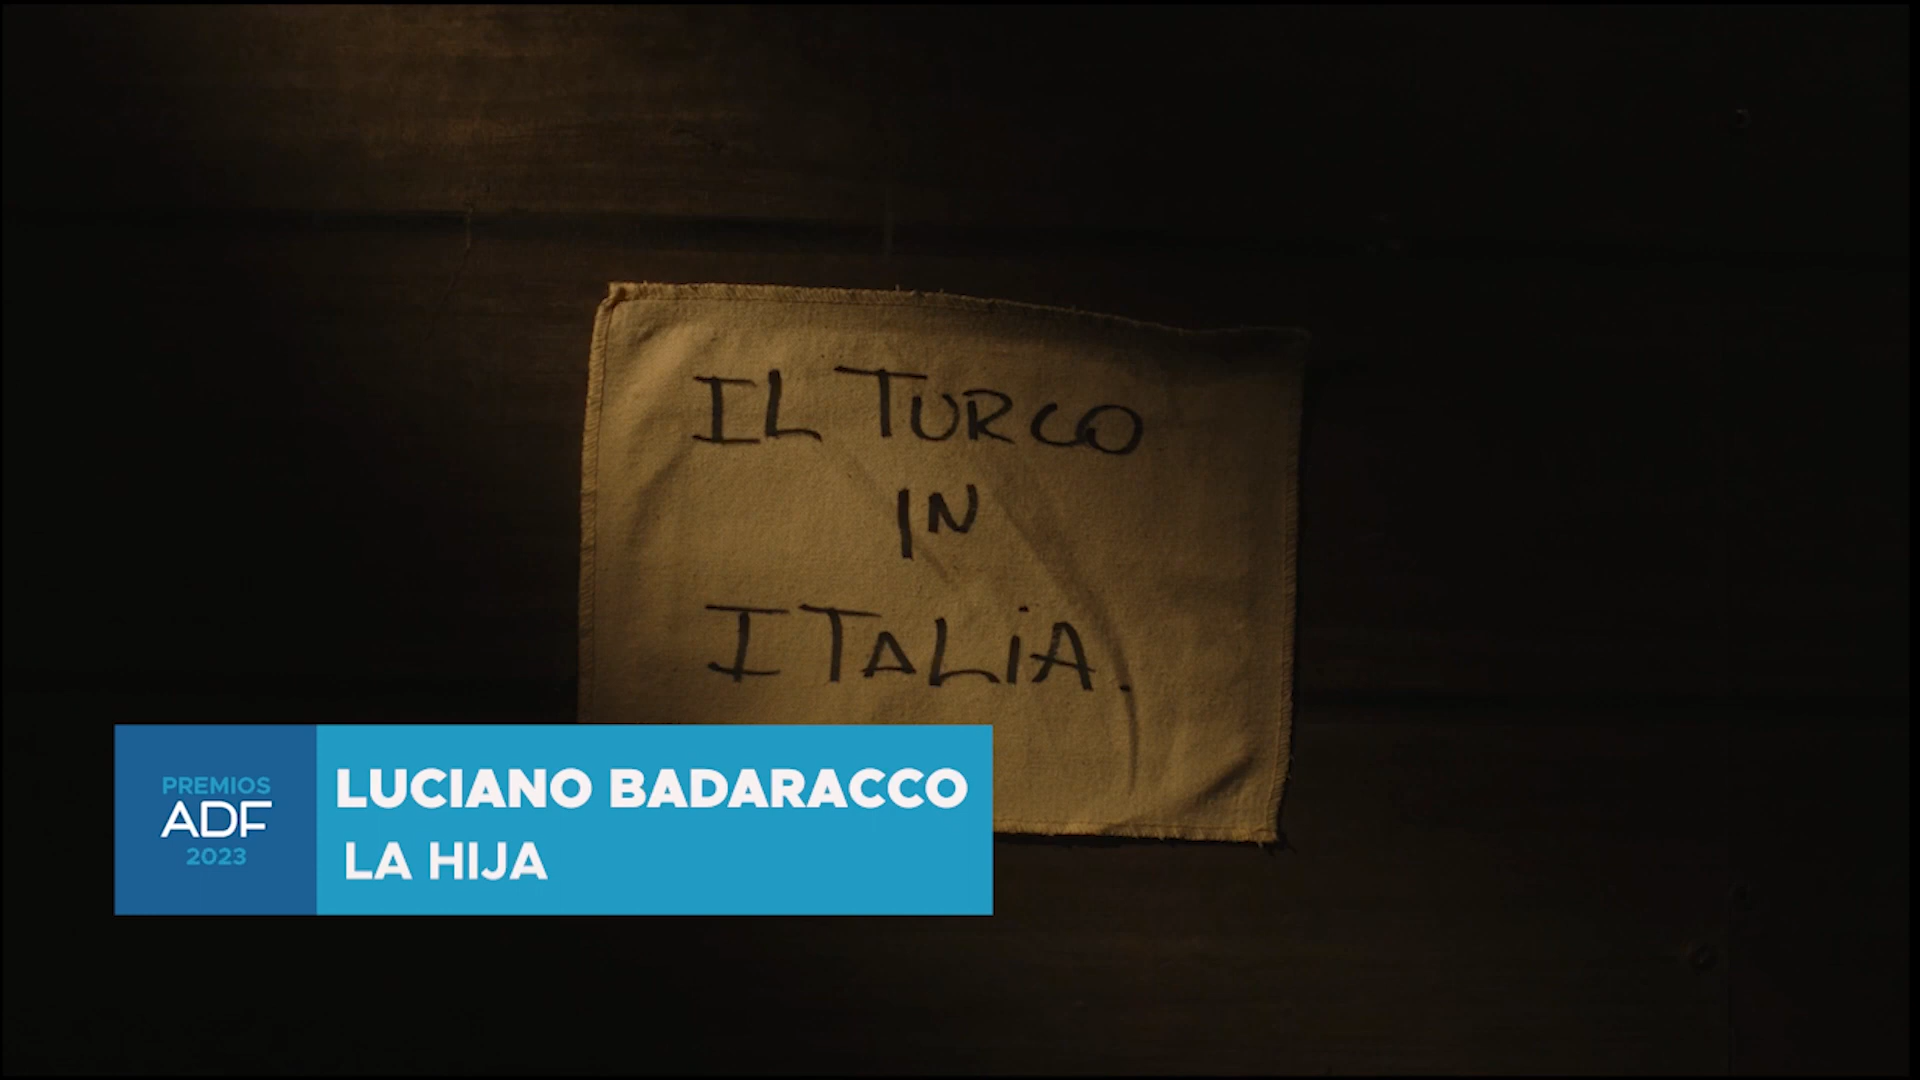 IL TURCO
IN
ITALIA.
PREMIOS
ADF
2023
LUCIANO BADARACCO
LA HIJA